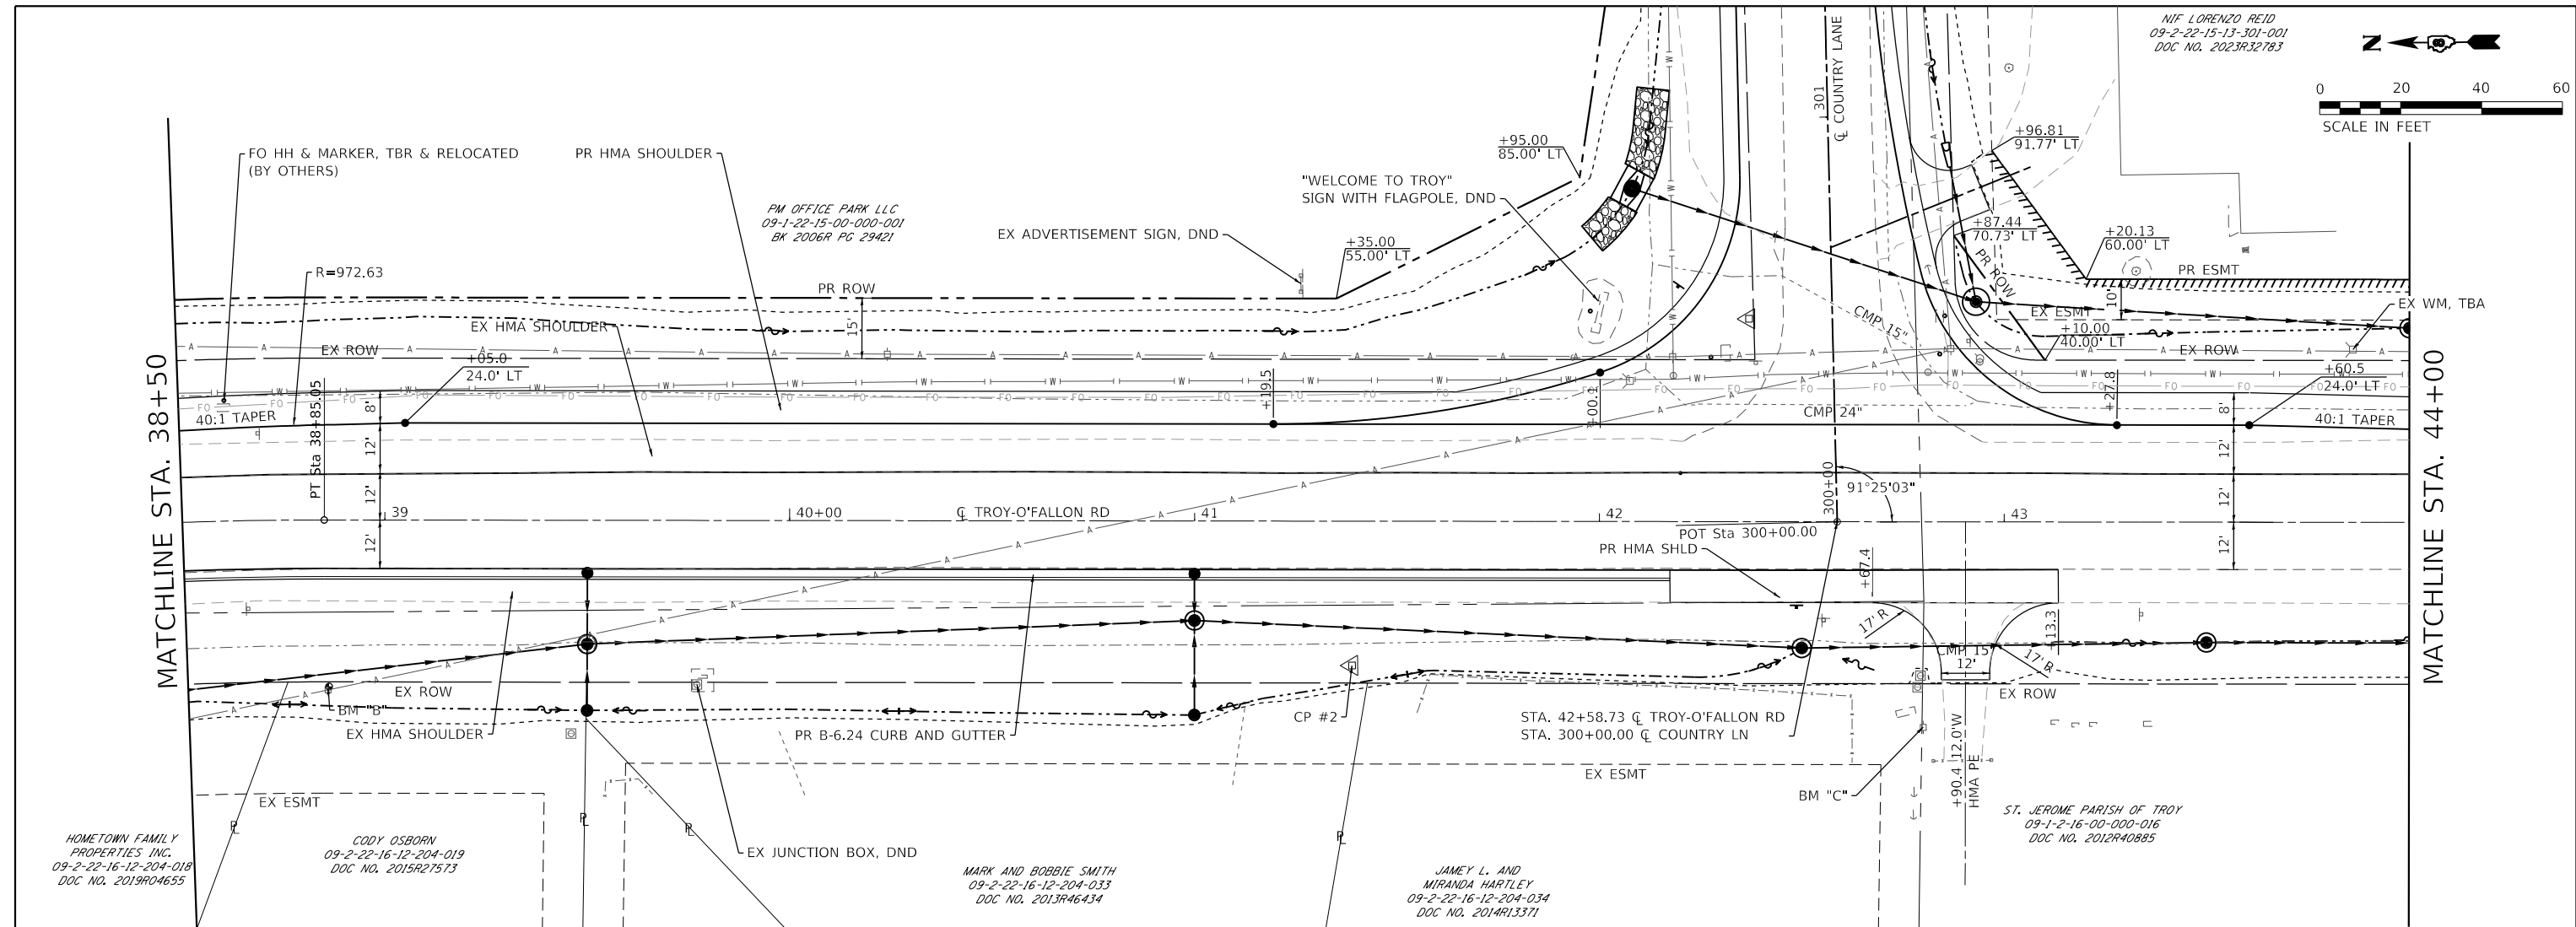 NIF LORENZO REID
09-2-22-15-13-301-001
DOC NO. 2023R32783
N
0 20 40 60
SCALE IN FEET
301
℄ COUNTRY LANE
+95.00
85.00' LT
+96.81
91.77' LT
FO HH & MARKER, TBR & RELOCATED
(BY OTHERS)
PR HMA SHOULDER
"WELCOME TO TROY"
SIGN WITH FLAGPOLE, DND
PM OFFICE PARK LLC
09-1-22-15-00-000-001
BK 2006R PG 29421
EX ADVERTISEMENT SIGN, DND
+35.00
55.00' LT
+87.44
70.73' LT
+20.13
60.00' LT
R=972.63
PR ROW
PR ROW
PR ESMT
10'
EX ESMT
EX WM, TBA
EX HMA SHOULDER
15'
CMP 15"
+10.00
40.00' LT
EX ROW
EX ROW
+05.0
24.0' LT
+60.5
24.0' LT
MATCHLINE STA. 38+50
MATCHLINE STA. 44+00
40:1 TAPER
PT Sta 38+85.05
8'
12'
12'
12'
+19.5
+00.2
CMP 24"
+27.8
8'
12'
12'
12'
40:1 TAPER
39
40+00
℄ TROY-O'FALLON RD
41
42
43
300+00
91°25'03"
POT Sta 300+00.00
PR HMA SHLD
+67.4
17' R
CMP 15"
12'
17' R
+13.3
EX ROW
EX ROW
BM "B"
EX HMA SHOULDER
PR B-6.24 CURB AND GUTTER
CP #2
STA. 42+58.73 ℄ TROY-O'FALLON RD
STA. 300+00.00 ℄ COUNTRY LN
EX ESMT
EX ESMT
BM "C"
+90.4 12.0'W
HMA PE
ST. JEROME PARISH OF TROY
09-1-2-16-00-000-016
DOC NO. 2012R40885
HOMETOWN FAMILY
PROPERTIES INC.
09-2-22-16-12-204-018
DOC NO. 2019R04655
CODY OSBORN
09-2-22-16-12-204-019
DOC NO. 2015R27573
EX JUNCTION BOX, DND
MARK AND BOBBIE SMITH
09-2-22-16-12-204-033
DOC NO. 2013R46434
JAMEY L. AND
MIRANDA HARTLEY
09-2-22-16-12-204-034
DOC NO. 2014R13371